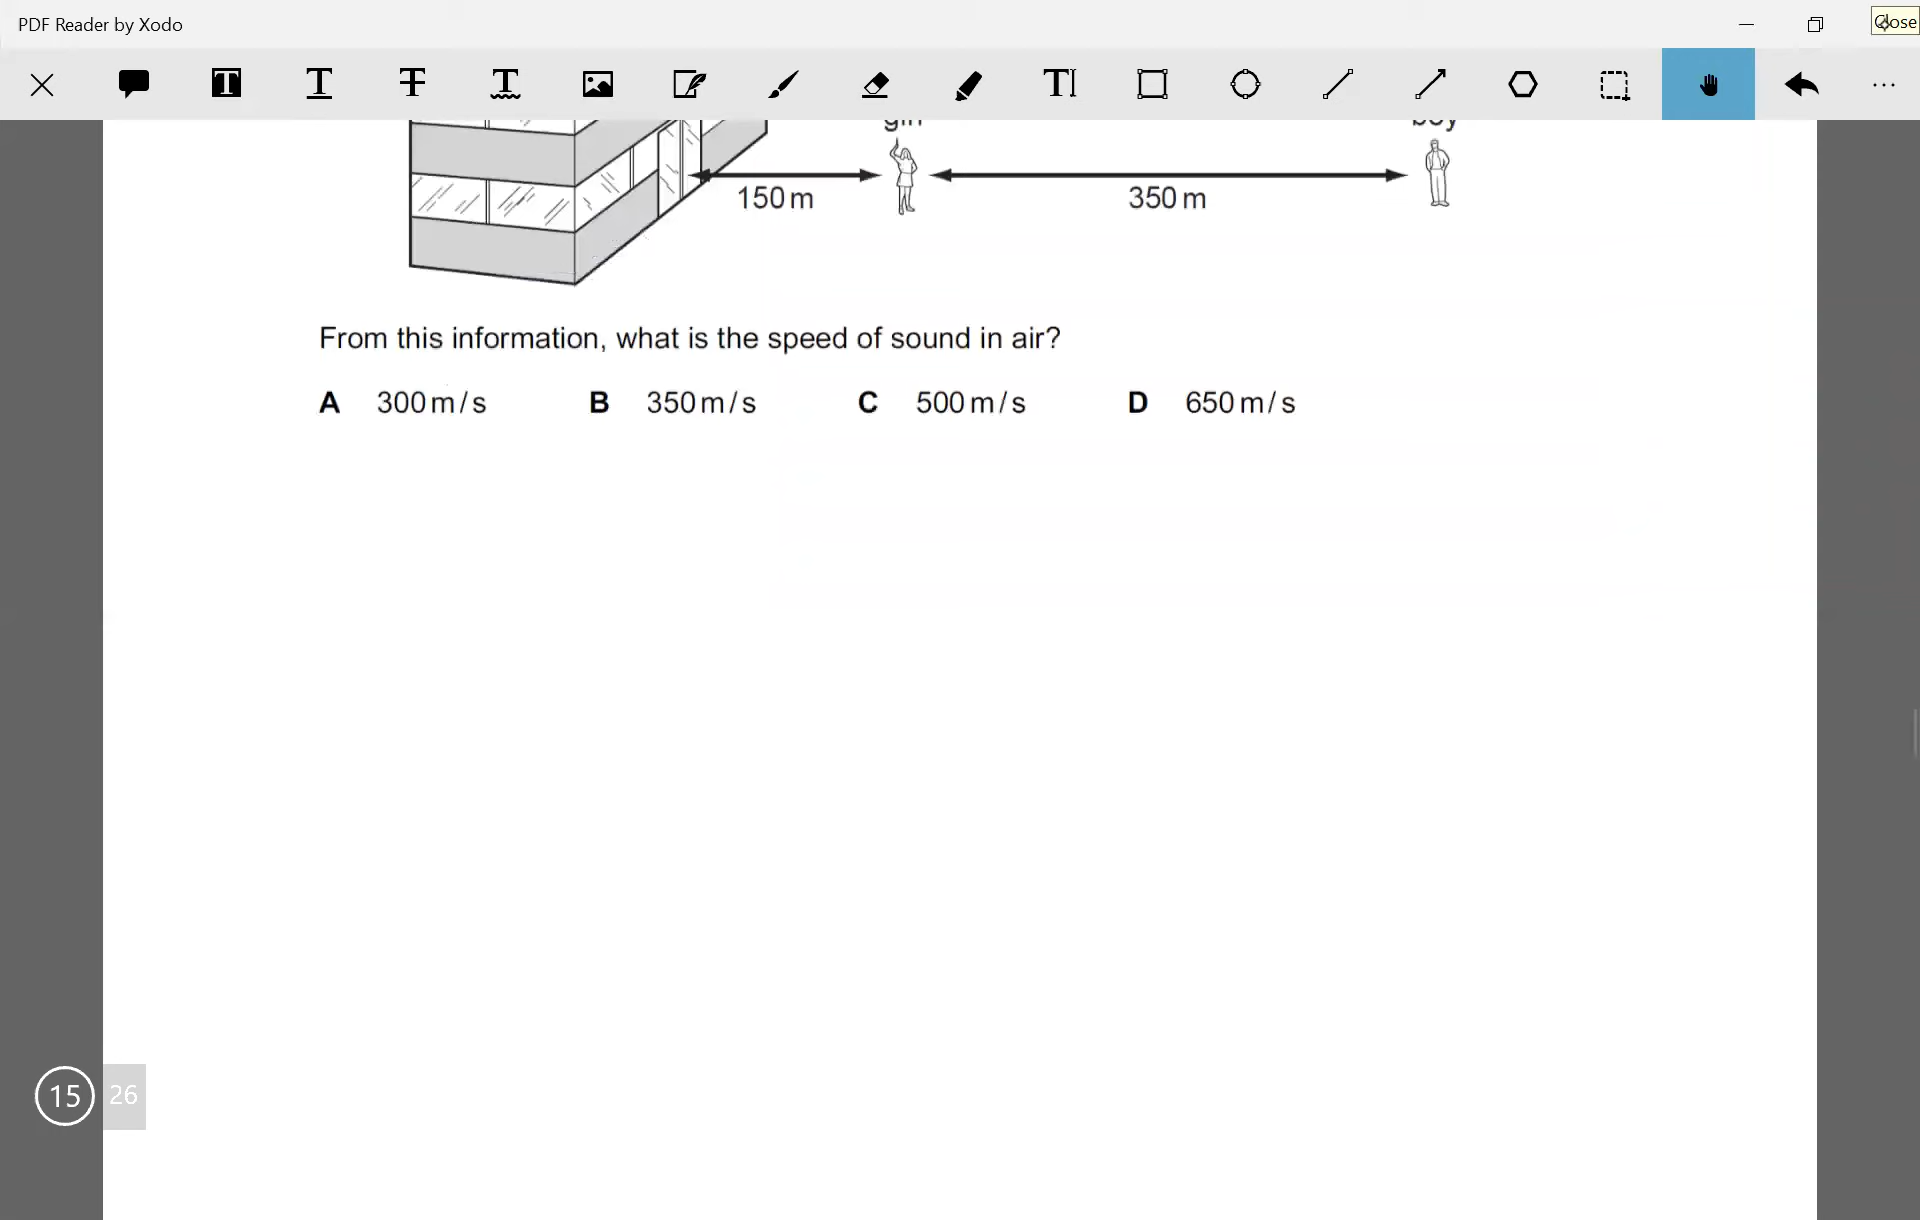 PDF Reader by Xodo
Close
150 m
350 m
From this information, what is the speed of sound in air?
A 300 m / s B 350 m / s C 500 m / s D 650 m / s
15 26